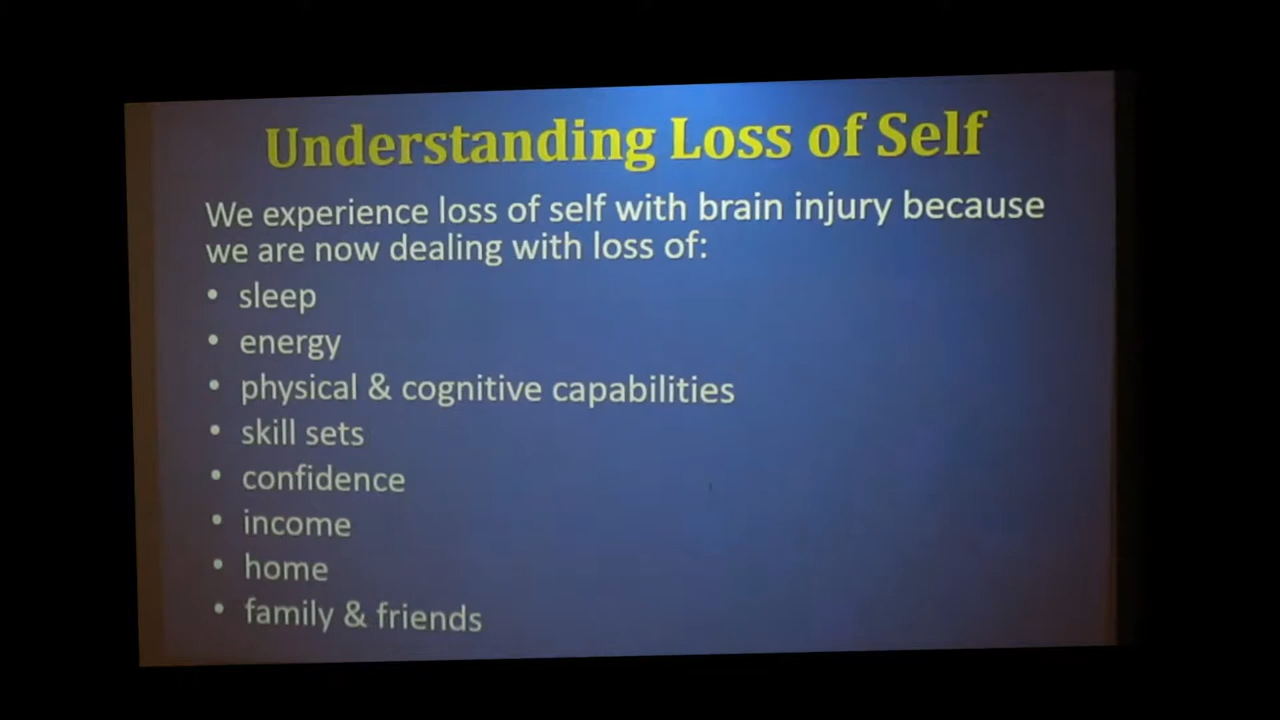 Understanding Loss of Self
We experience loss of self with brain injury because
we are now dealing with loss of:
• sleep
• energy
• physical & cognitive capabilities
• skill sets
• confidence
• income
• home
• family & friends